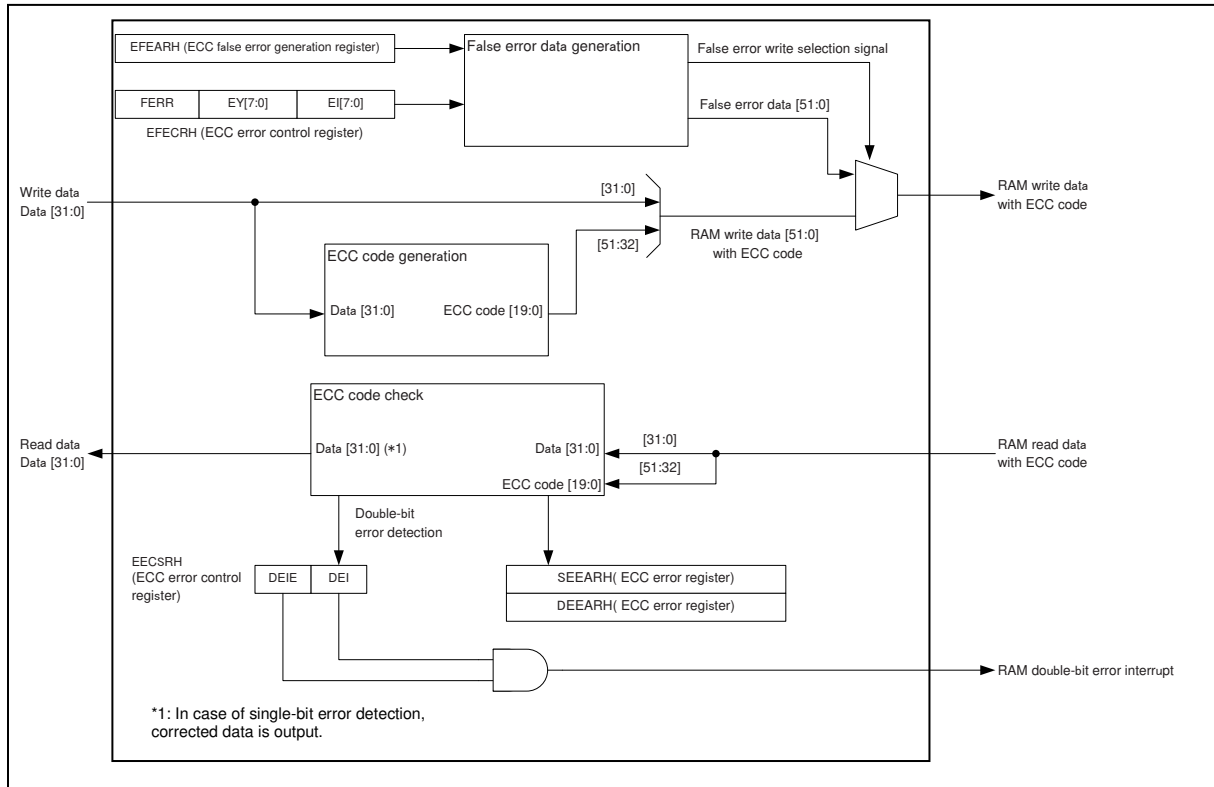 EFEARH (ECC false error generation register)
False error data generation
False error write selection signal
FERR
EY[7:0]
EI[7:0]
False error data [51:0]
EFECRH (ECC error control register)
Write data
Data [31:0]
[31:0]
RAM write data
with ECC code
[51:32]
RAM write data [51:0]
with ECC code
ECC code generation
Data [31:0]
ECC code [19:0]
ECC code check
Read data
Data [31:0]
Data [31:0] (*1)
Data [31:0]
[31:0]
RAM read data
with ECC code
[51:32]
ECC code [19:0]
Double-bit
error detection
EECSRH
(ECC error control
register)
DEIE
DEI
SEEARH( ECC error register)
DEEARH( ECC error register)
RAM double-bit error interrupt
*1: In case of single-bit error detection,
corrected data is output.